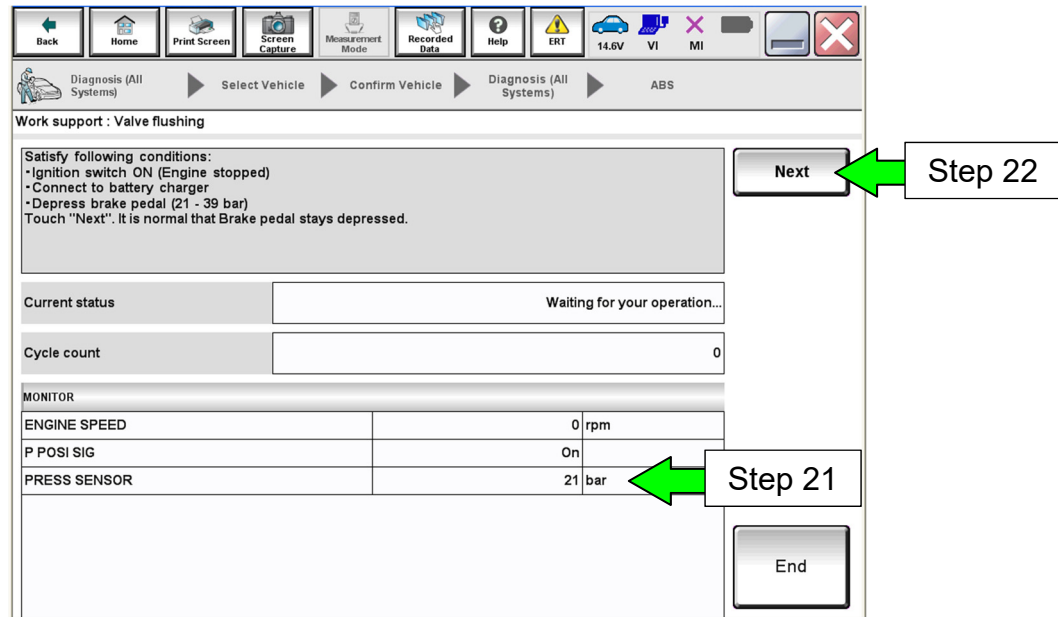 Back
Home
Print Screen
Screen
Capture
Measurement
Mode
Recorded
Data
Help
ERT
14.6V
VI
MI
Diagnosis (All
Systems)
Select Vehicle
Confirm Vehicle
Diagnosis (All
Systems)
ABS
Work support : Valve flushing
Satisfy following conditions:
・Ignition switch ON (Engine stopped)
・Connect to battery charger
・Depress brake pedal (21 - 39 bar)
Touch "Next". It is normal that Brake pedal stays depressed.
Next
Step 22
Current status
Waiting for your operation...
Cycle count
0
MONITOR
ENGINE SPEED 0 rpm
P POSI SIG On
PRESS SENSOR 21 bar
Step 21
End